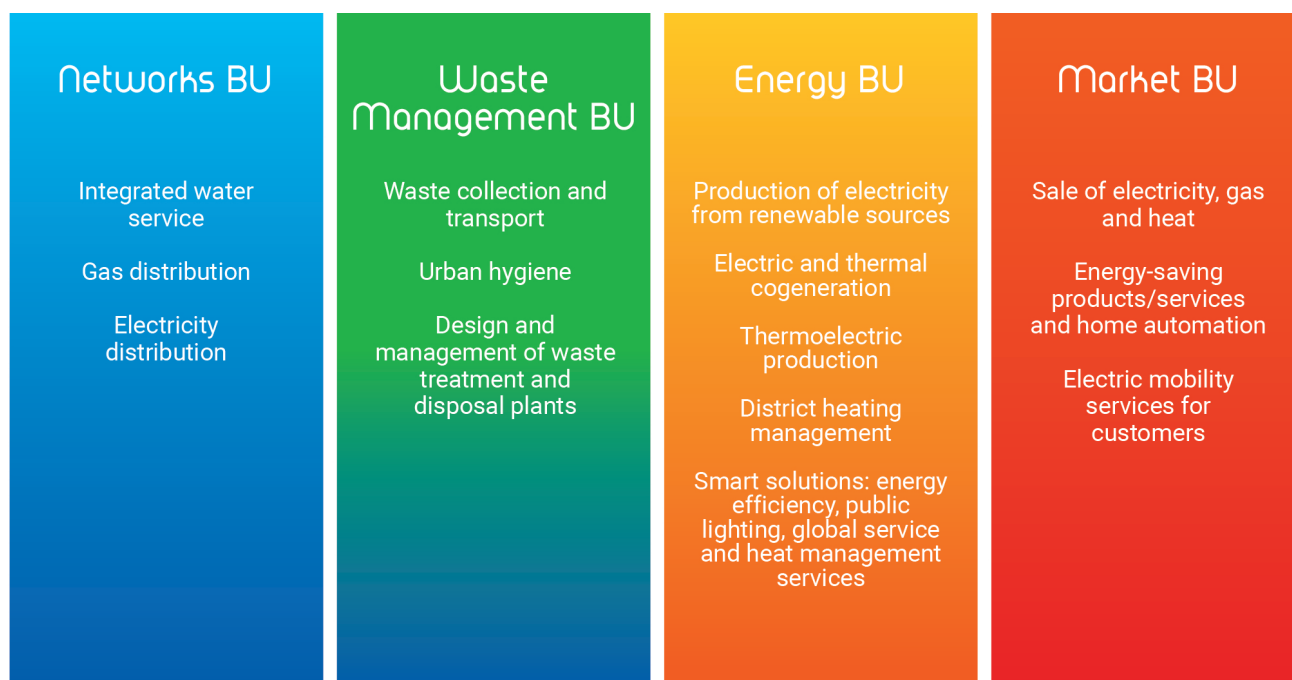 Networks BU
Integrated water
service
Gas distribution
Electricity
distribution
Waste
Management BU
Waste collection and
transport
Urban hygiene
Design and
management of waste
treatment and
disposal plants
Energy BU
Production of electricity
from renewable sources
Electric and thermal
cogeneration
Thermoelectric
production
District heating
management
Smart solutions: energy
efficiency, public
lighting, global service
and heat management
services
Market BU
Sale of electricity, gas
and heat
Energy-saving
products/services
and home automation
Electric mobility
services for
customers